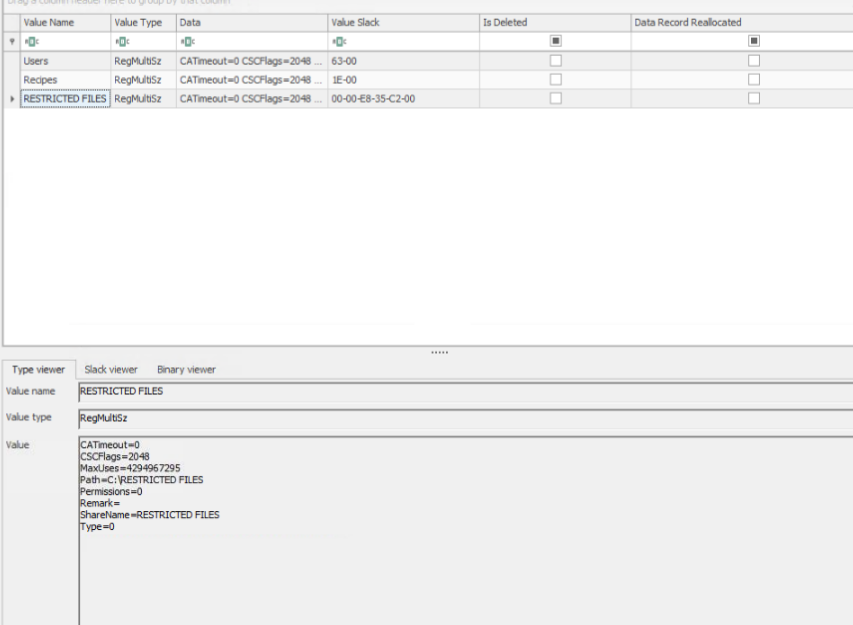 Drag a column header here to group by that column
Value Name Value Type Data Value Slack Is Deleted Data Record Reallocated
Users RegMultiSz CATimeout=0 CSCFlags=2048 ... 63-00
Recipes RegMultiSz CATimeout=0 CSCFlags=2048 ... 1E-00
RESTRICTED FILES RegMultiSz CATimeout=0 CSCFlags=2048 ... 00-00-E8-35-C2-00
Type viewer Slack viewer Binary viewer
Value name RESTRICTED FILES
Value type RegMultiSz
Value CATimeout=0
CSCFlags=2048
MaxUses=4294967295
Path=C:\RESTRICTED FILES
Permissions=0
Remark=
ShareName=RESTRICTED FILES
Type=0